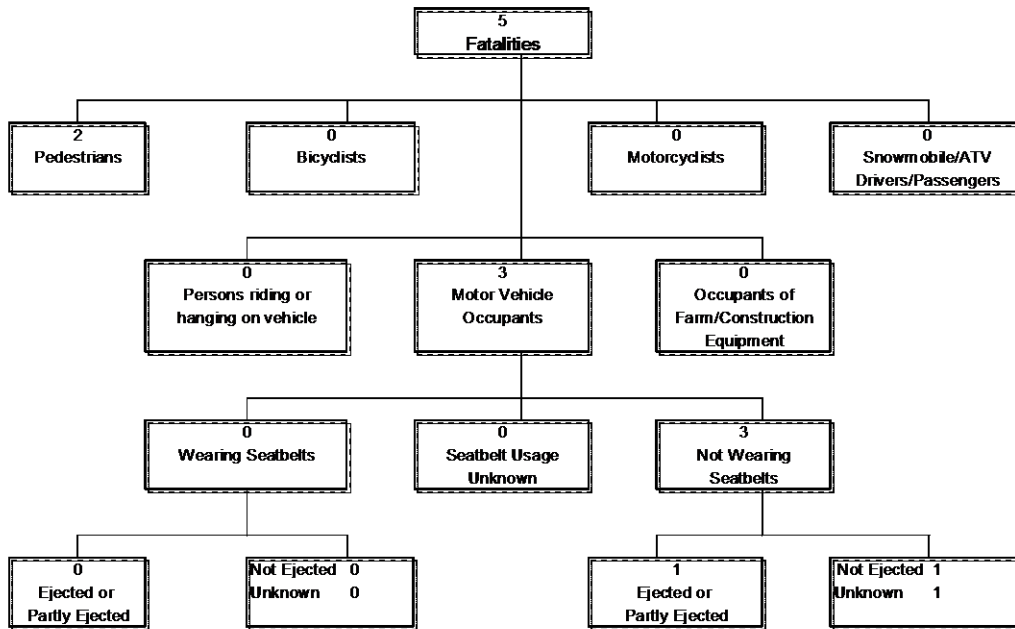 5
Fatalities
2
Pedestrians
0
Bicyclists
0
Motorcyclists
0
Snowmobile/ATV
Drivers/Passengers
0
Persons riding or
hanging on vehicle
3
Motor Vehicle
Occupants
0
Occupants of
Farm/Construction
Equipment
0
Wearing Seatbelts
0
Seatbelt Usage
Unknown
3
Not Wearing
Seatbelts
0
Ejected or
Partly Ejected
Not Ejected 0
Unknown 0
1
Ejected or
Partly Ejected
Not Ejected 1
Unknown 1